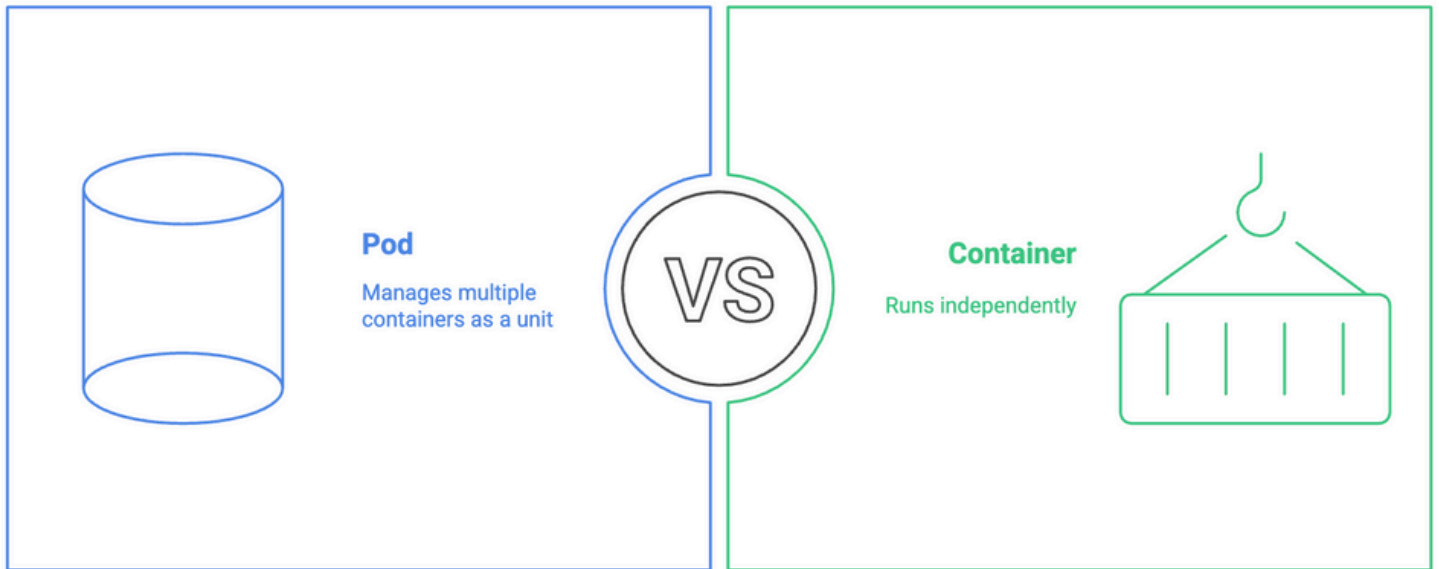 Pod
Manages multiple
containers as a unit
VS
Container
Runs independently